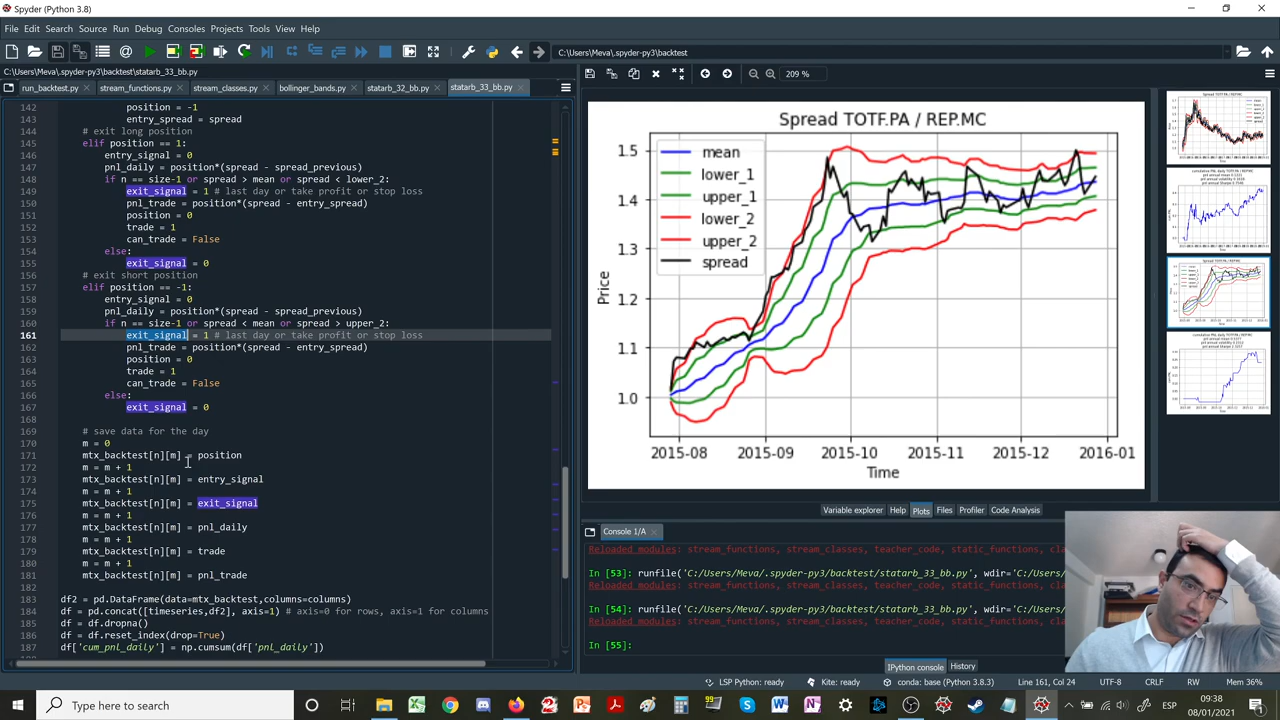 Spyder (Python 3.8)
File Edit Search Source Run Debug Consoles Projects Tools View Help
C:\Users\Meva\.spyder-py3\backtest
C:\Users\Meva\.spyder-py3\backtest\statarb_33_bb.py
run_backtest.py stream_functions.py stream_classes.py bollinger_bands.py statarb_32_bb.py statarb_33_bb.py
142 position = -1
143 entry_spread = spread
144 # exit long position
145 elif position == 1:
146 entry_signal = 0
147 pnl_daily = position*(spread - spread_previous)
148 if n == size-1 or spread > mean or spread < lower_2:
149 exit_signal = 1 # last day or take profit or stop loss
150 pnl_trade = position*(spread - entry_spread)
151 position = 0
152 trade = 1
153 can_trade = False
154 else:
155 exit_signal = 0
156 # exit short position
157 elif position == -1:
158 entry_signal = 0
159 pnl_daily = position*(spread - spread_previous)
160 if n == size-1 or spread < mean or spread > upper_2:
161 exit_signal = 1 # last day or take profit or stop loss
162 pnl_trade = position*(spread - entry_spread)
163 position = 0
164 trade = 1
165 can_trade = False
166 else:
167 exit_signal = 0
168
169 # save data for the day
170 m = 0
171 mtx_backtest[n][m] = position
172 m = m + 1
173 mtx_backtest[n][m] = entry_signal
174 m = m + 1
175 mtx_backtest[n][m] = exit_signal
176 m = m + 1
177 mtx_backtest[n][m] = pnl_daily
178 m = m + 1
179 mtx_backtest[n][m] = trade
180 m = m + 1
181 mtx_backtest[n][m] = pnl_trade
182
183 df2 = pd.DataFrame(data=mtx_backtest,columns=columns)
184 df = pd.concat([timeseries,df2], axis=1) # axis=0 for rows, axis=1 for columns
185 df = df.dropna()
186 df = df.reset_index(drop=True)
187 df['cum_pnl_daily'] = np.cumsum(df['pnl_daily'])
209 %
Spread TOTF.PA / REP.MC
mean
lower_1
upper_1
lower_2
upper_2
spread
Price
1.5
1.4
1.3
1.2
1.1
1.0
2015-08 2015-09 2015-10 2015-11 2015-12 2016-01
Time
Variable explorer Help Plots Files Profiler Code Analysis
Console 1/A
Reloaded modules: stream_functions, stream_classes, teacher_code, static_functions,
In [53]: runfile('C:/Users/Meva/.spyder-py3/backtest/statarb_33_bb.py', wdir='C:/Users/
Reloaded modules: stream_functions, stream_classes, teacher_code, static_functions,
In [54]: runfile('C:/Users/Meva/.spyder-py3/backtest/statarb_33_bb.py', wdir='C:/Users/
Reloaded modules: stream_functions, stream_classes, teacher_code, static_functions,
In [55]:
IPython console History
LSP Python: ready Kite: ready conda: base (Python 3.8.3) Line 161, Col 24 UTF-8 CRLF RW Mem 36%
Type here to search
ESP
09:38
08/01/2021